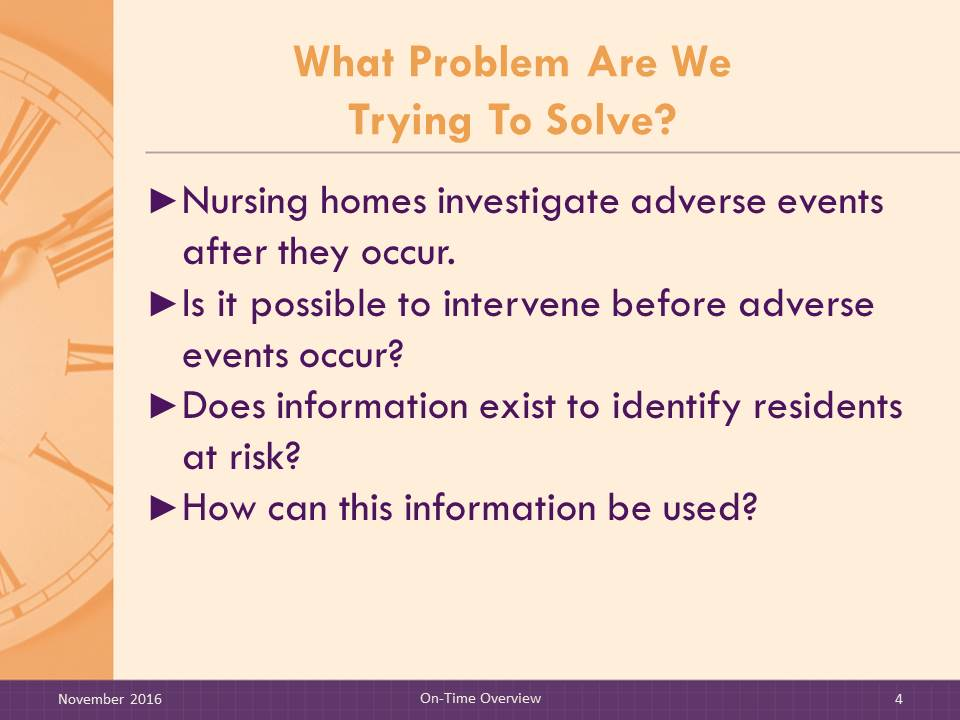 What Problem Are We
Trying To Solve?
►Nursing homes investigate adverse events
after they occur.
►Is it possible to intervene before adverse
events occur?
►Does information exist to identify residents
at risk?
►How can this information be used?
November 2016
On-Time Overview
4